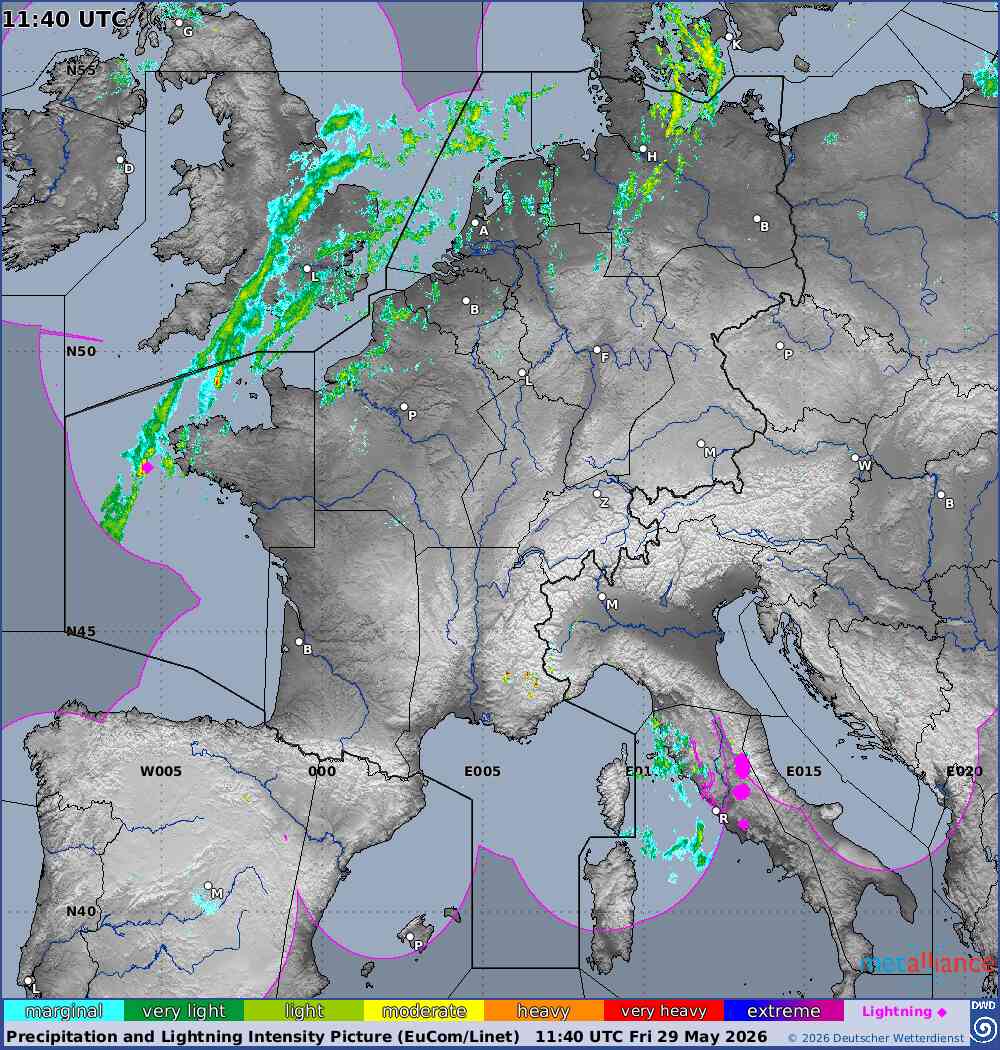 11:40 UTC
G
K
N55
H
D
B
A
L
B
N50
P
F
L
P
M
W
Z
B
M
N45
B
W005
000
E005
E01
E015
E020
R
M
N40
P
L
metalliance
marginal
very light
light
moderate
heavy
very heavy
extreme
Lightning ◆
DWD
Precipitation and Lightning Intensity Picture (EuCom/Linet) 11:40 UTC Fri 29 May 2026 © 2026 Deutscher Wetterdienst